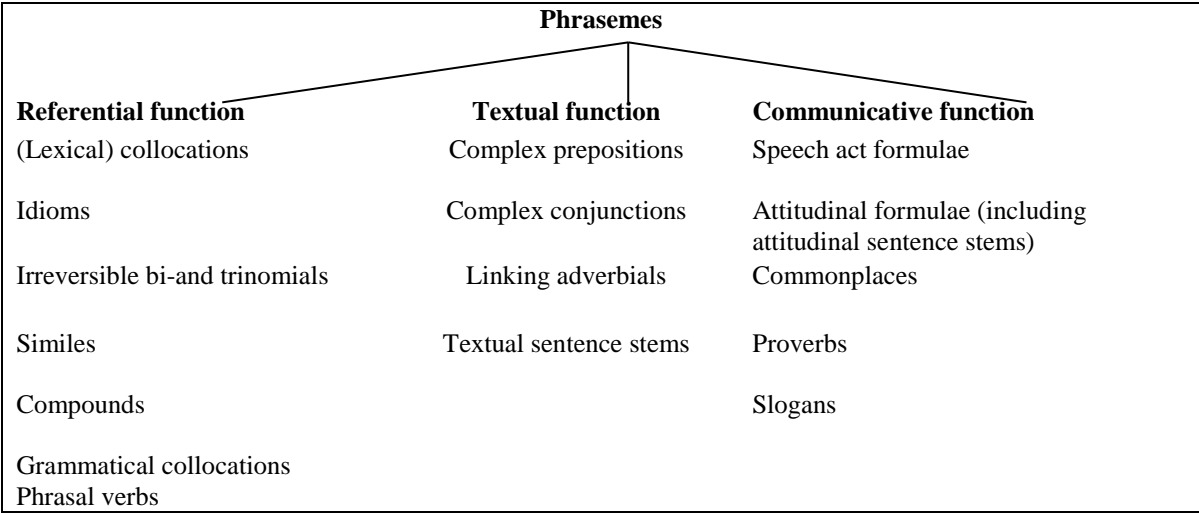 Phrasemes
Referential function
Textual function
Communicative function
(Lexical) collocations
Complex prepositions
Speech act formulae
Idioms
Complex conjunctions
Attitudinal formulae (including
attitudinal sentence stems)
Irreversible bi-and trinomials
Linking adverbials
Commonplaces
Similes
Textual sentence stems
Proverbs
Compounds
Slogans
Grammatical collocations
Phrasal verbs